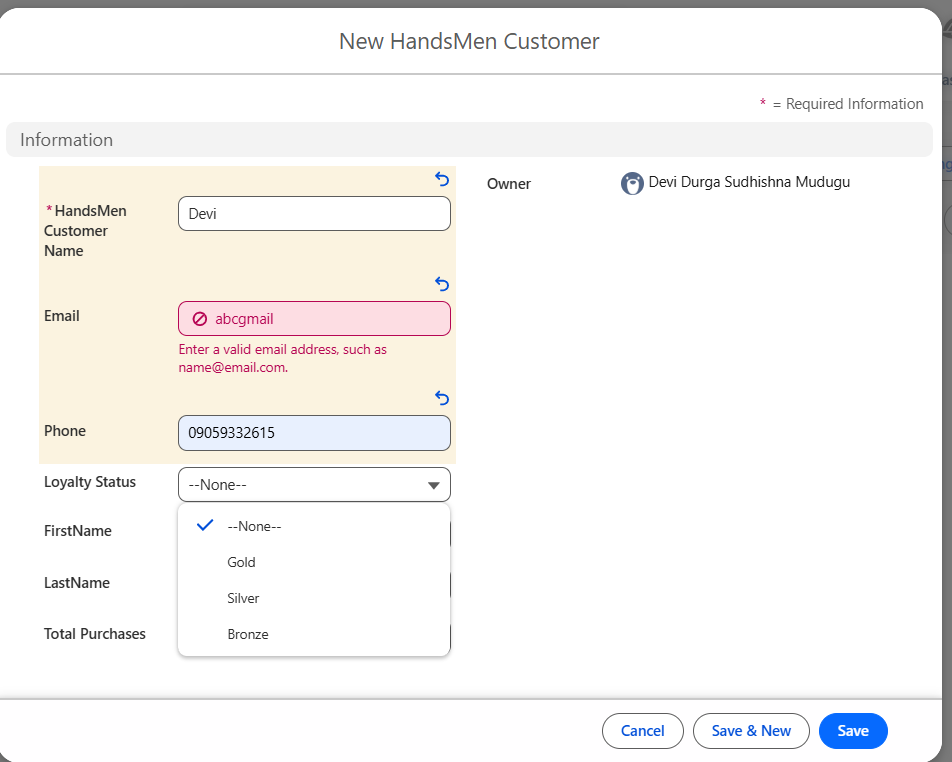 New HandsMen Customer
* = Required Information
Information
*HandsMen
Customer
Name
Devi
Owner
Devi Durga Sudhishna Mudugu
Email
abcgmail
Enter a valid email address, such as
name@email.com.
Phone
09059332615
Loyalty Status
--None--
--None--
FirstName
Gold
LastName
Silver
Total Purchases
Bronze
Cancel
Save & New
Save